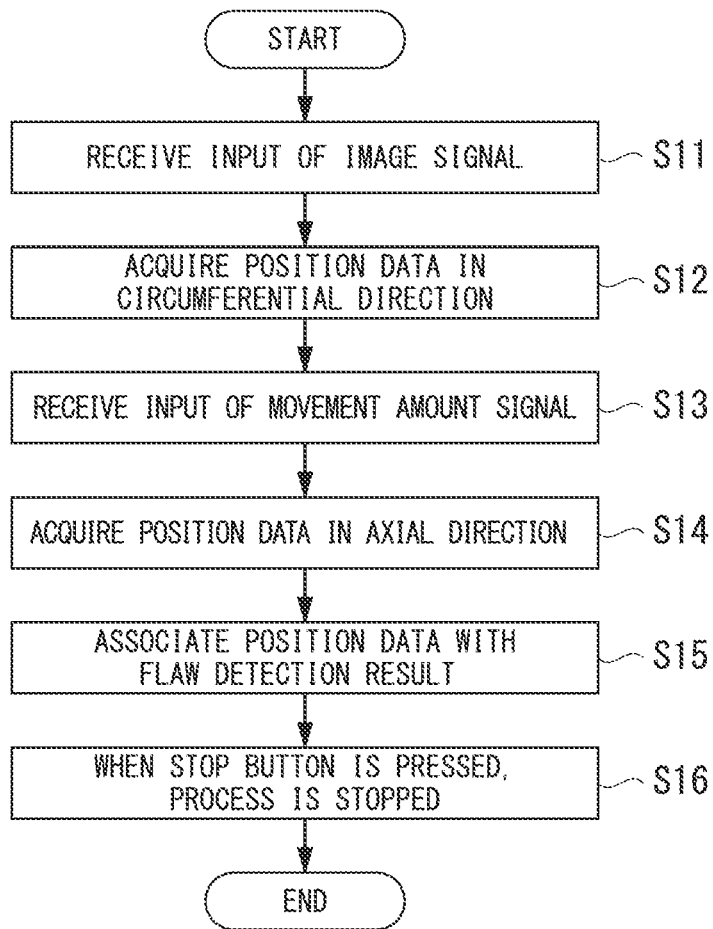 START
RECEIVE INPUT OF IMAGE SIGNAL
S11
ACQUIRE POSITION DATA IN
CIRCUMFERENTIAL DIRECTION
S12
RECEIVE INPUT OF MOVEMENT AMOUNT SIGNAL
S13
ACQUIRE POSITION DATA IN AXIAL DIRECTION
S14
ASSOCIATE POSITION DATA WITH
FLAW DETECTION RESULT
S15
WHEN STOP BUTTON IS PRESSED,
PROCESS IS STOPPED
S16
END